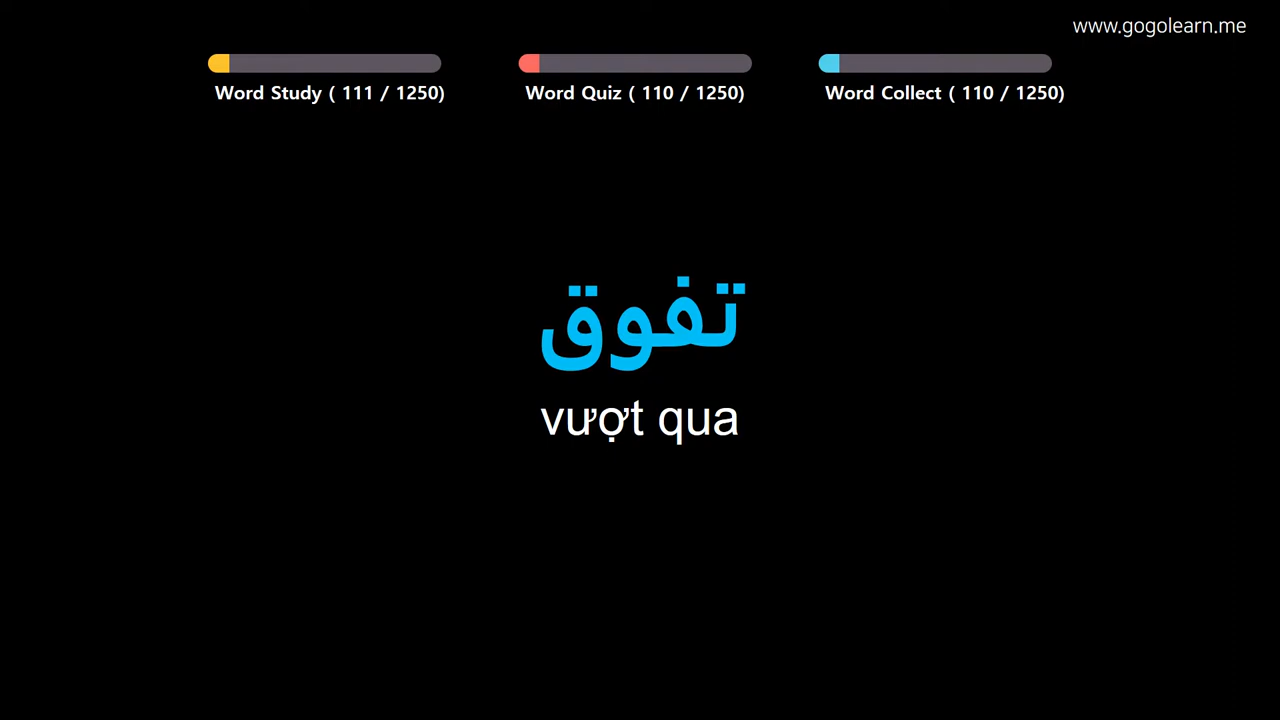 www.gogolearn.me
Word Study ( 111 / 1250)
Word Quiz ( 110 / 1250)
Word Collect ( 110 / 1250)
تفوق
vượt qua